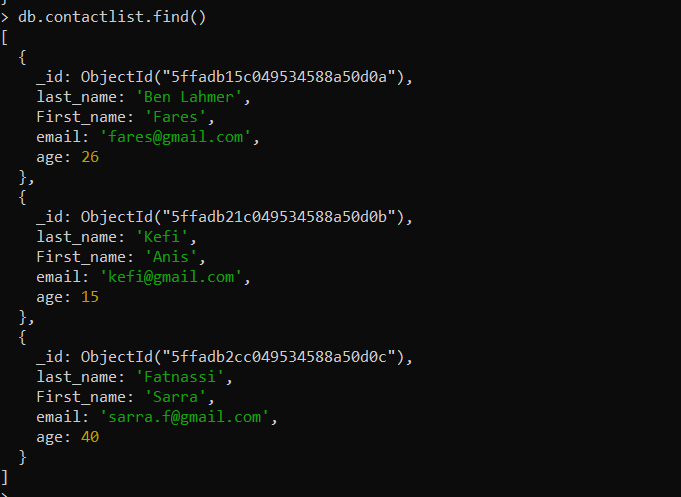 > db.contactlist.find()
[
  {
    _id: ObjectId("5ffadb15c049534588a50d0a"),
    last_name: 'Ben Lahmer',
    First_name: 'Fares',
    email: 'fares@gmail.com',
    age: 26
  },
  {
    _id: ObjectId("5ffadb21c049534588a50d0b"),
    last_name: 'Kefi',
    First_name: 'Anis',
    email: 'kefi@gmail.com',
    age: 15
  },
  {
    _id: ObjectId("5ffadb2cc049534588a50d0c"),
    last_name: 'Fatnassi',
    First_name: 'Sarra',
    email: 'sarra.f@gmail.com',
    age: 40
  }
]